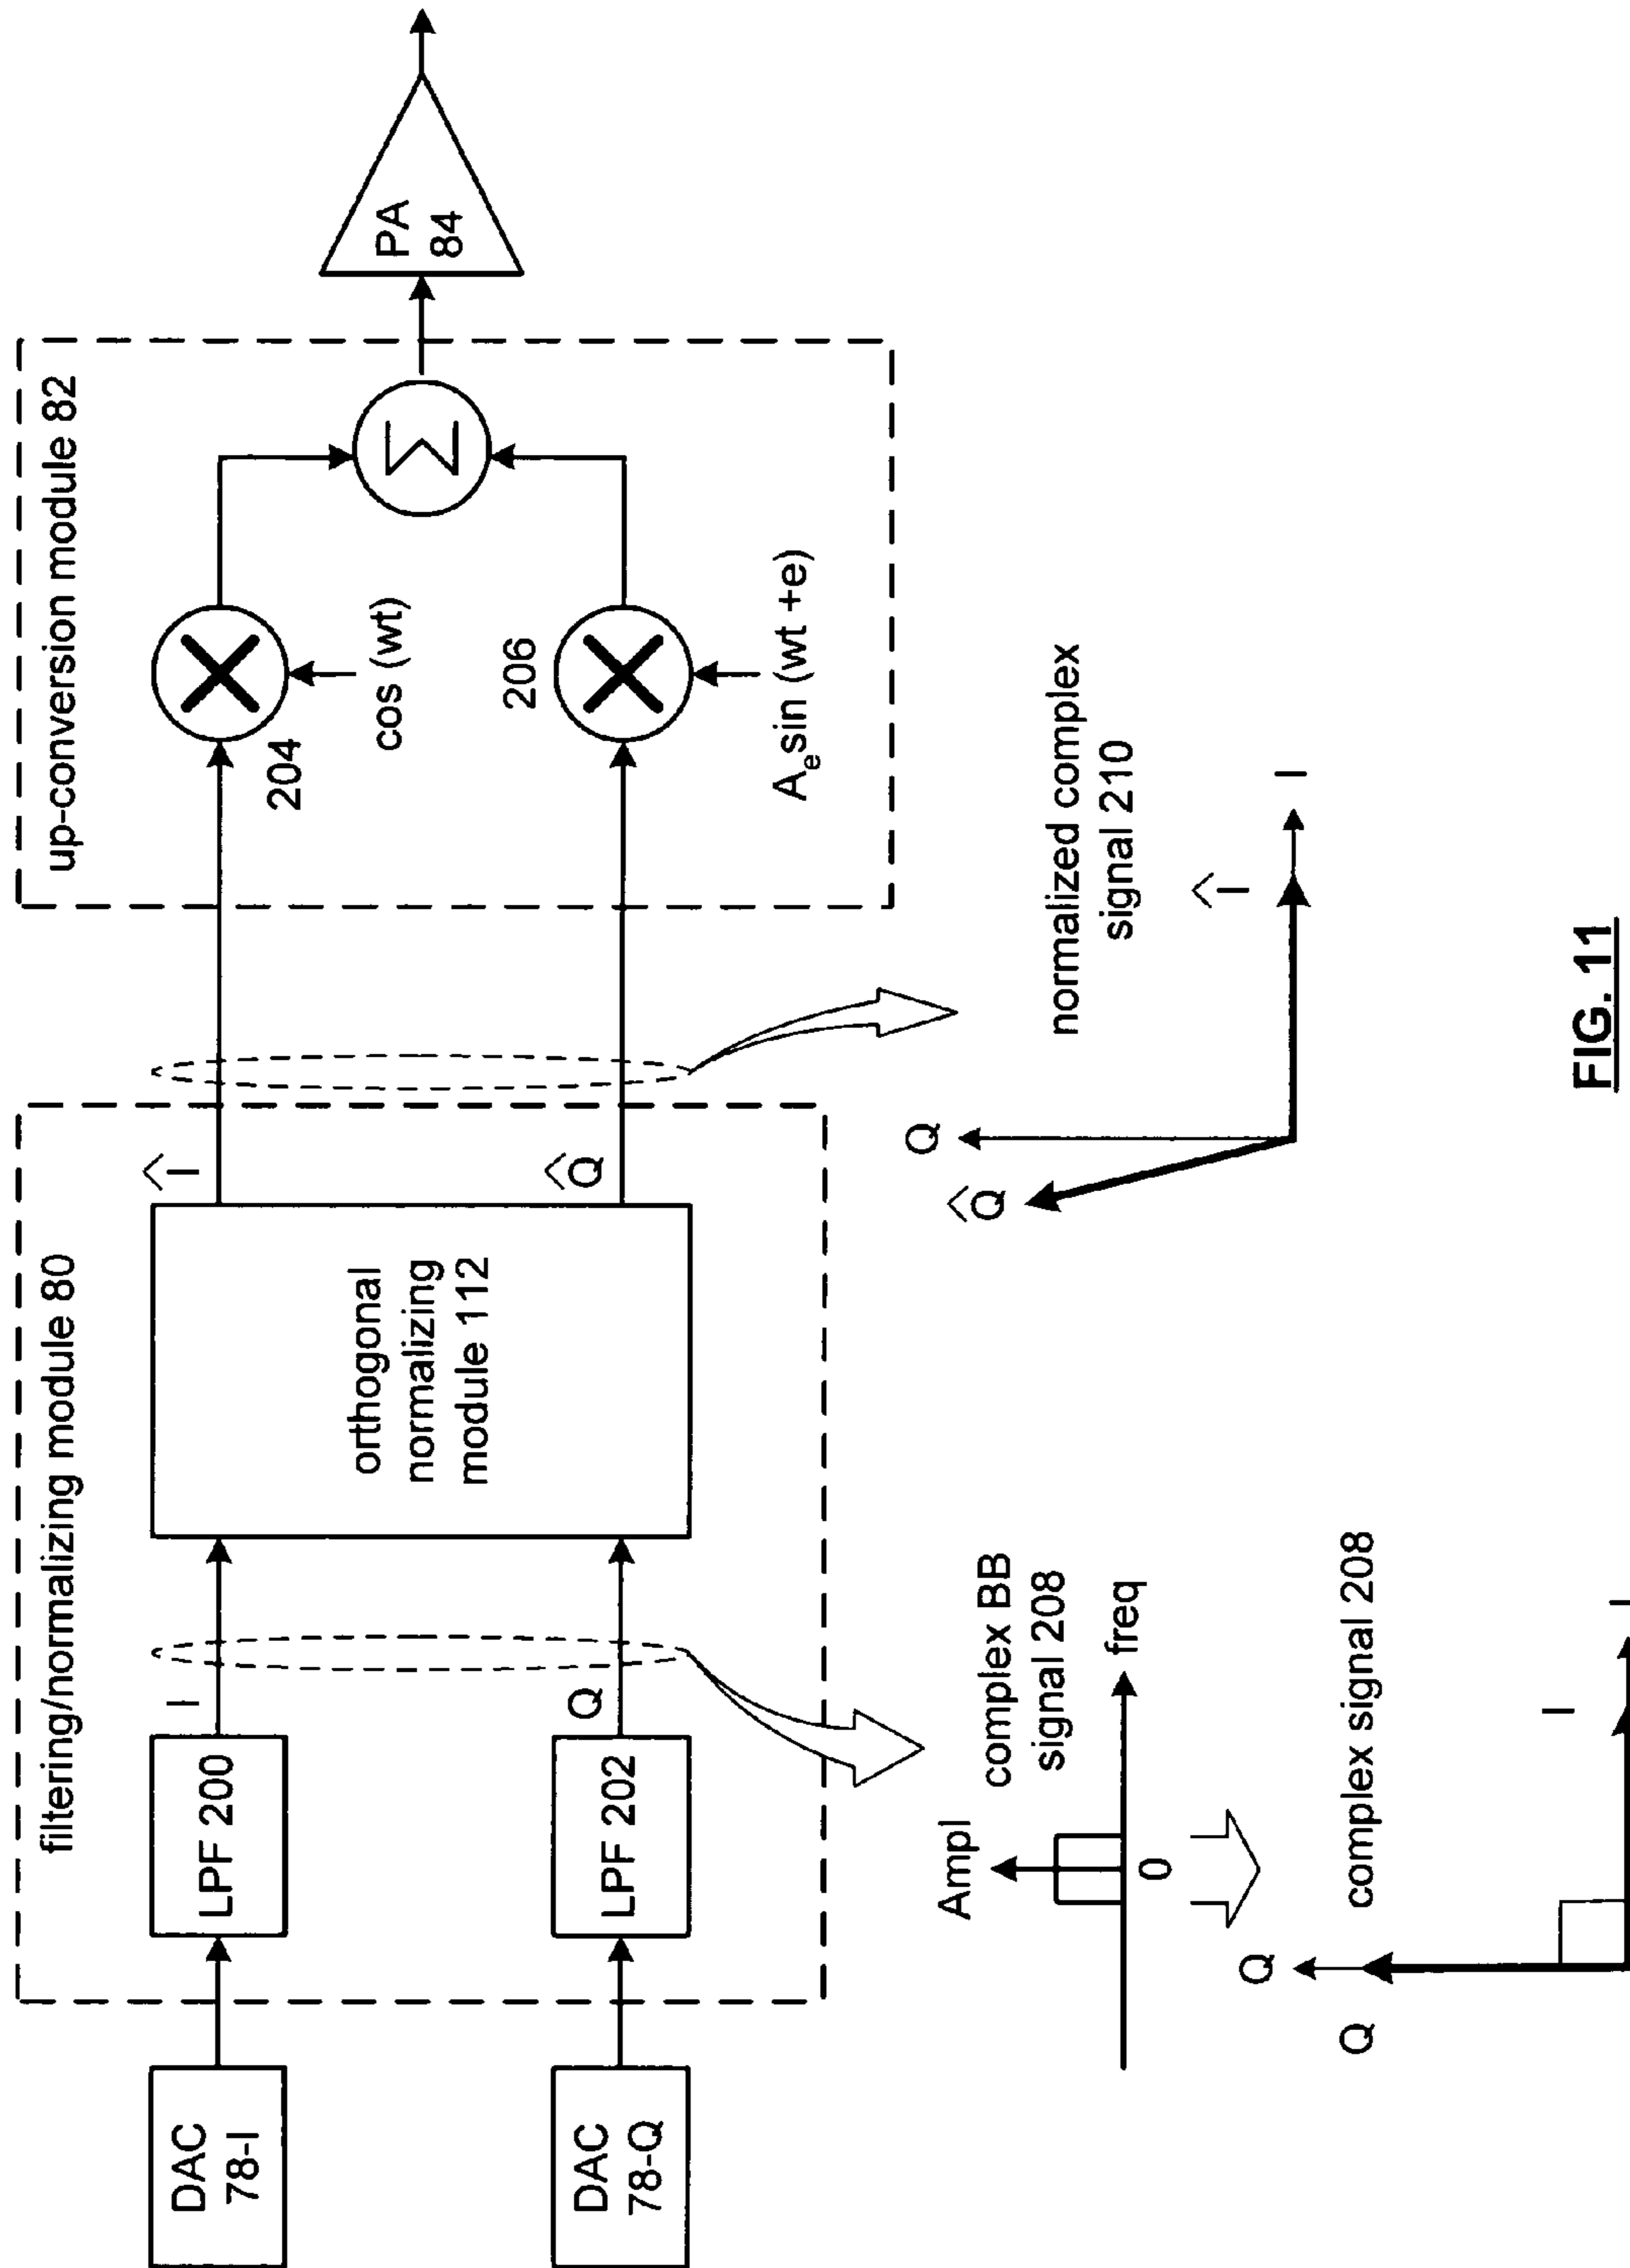 filtering/normalizing module 80
up-conversion module 82
DAC
78-I
LPF 200
I
orthogonal
normalizing
module 112
Î
204
cos (wt)
Σ
PA
84
DAC
78-Q
LPF 202
Q
Q̂
206
Aₑsin (wt +e)
Ampl
complex BB
signal 208
freq
0
Q
Q
complex signal 208
I
I
Q̂
Q
normalized complex
signal 210
Î
I
FIG. 11